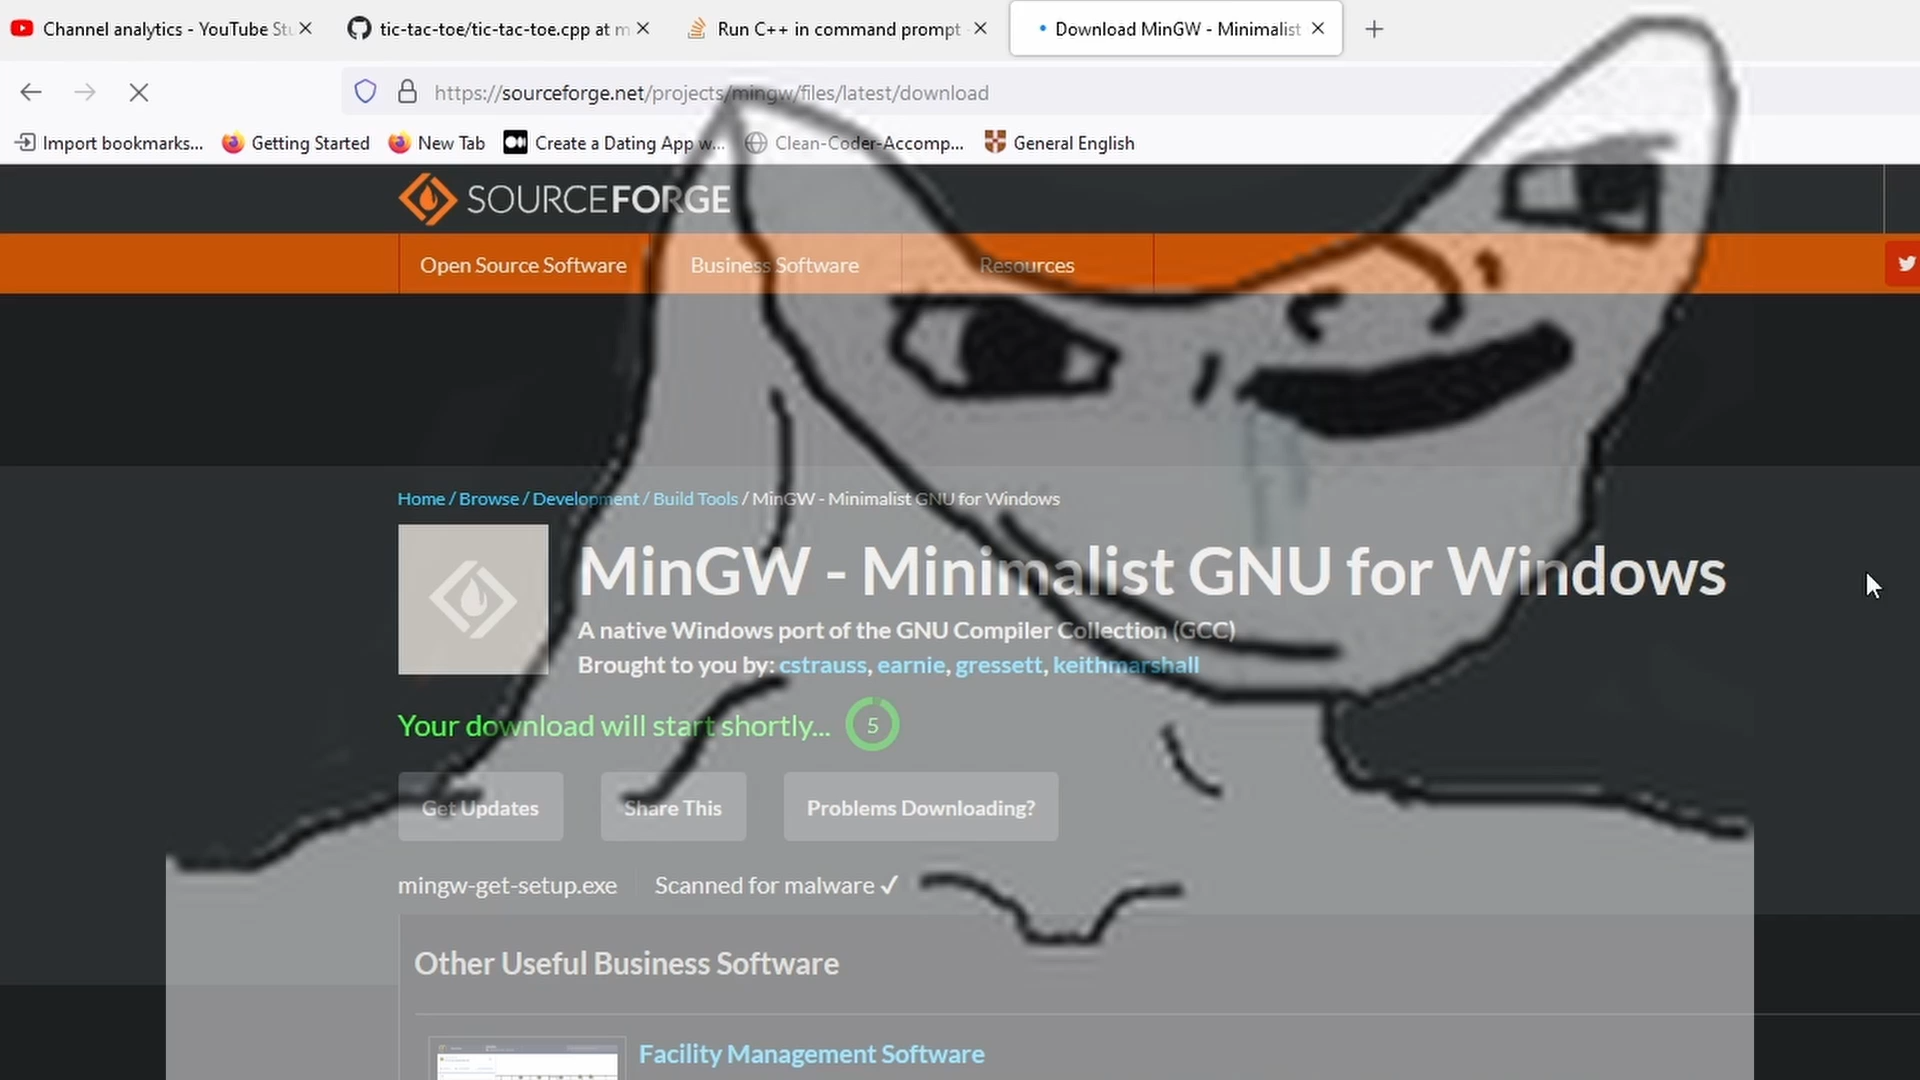 Channel analytics - YouTube Stu
tic-tac-toe/tic-tac-toe.cpp at m
Run C++ in command prompt -
Download MinGW - Minimalist
https://sourceforge.net/projects/mingw/files/latest/download
Import bookmarks...
Getting Started
New Tab
Create a Dating App w...
Clean-Coder-Accomp...
General English
SOURCEFORGE
Open Source Software
Business Software
Resources
Home / Browse / Development / Build Tools / MinGW - Minimalist GNU for Windows
MinGW - Minimalist GNU for Windows
A native Windows port of the GNU Compiler Collection (GCC)
Brought to you by: cstrauss, earnie, gressett, keithmarshall
Your download will start shortly... 5
Get Updates
Share This
Problems Downloading?
mingw-get-setup.exe
Scanned for malware ✓
Other Useful Business Software
Facility Management Software